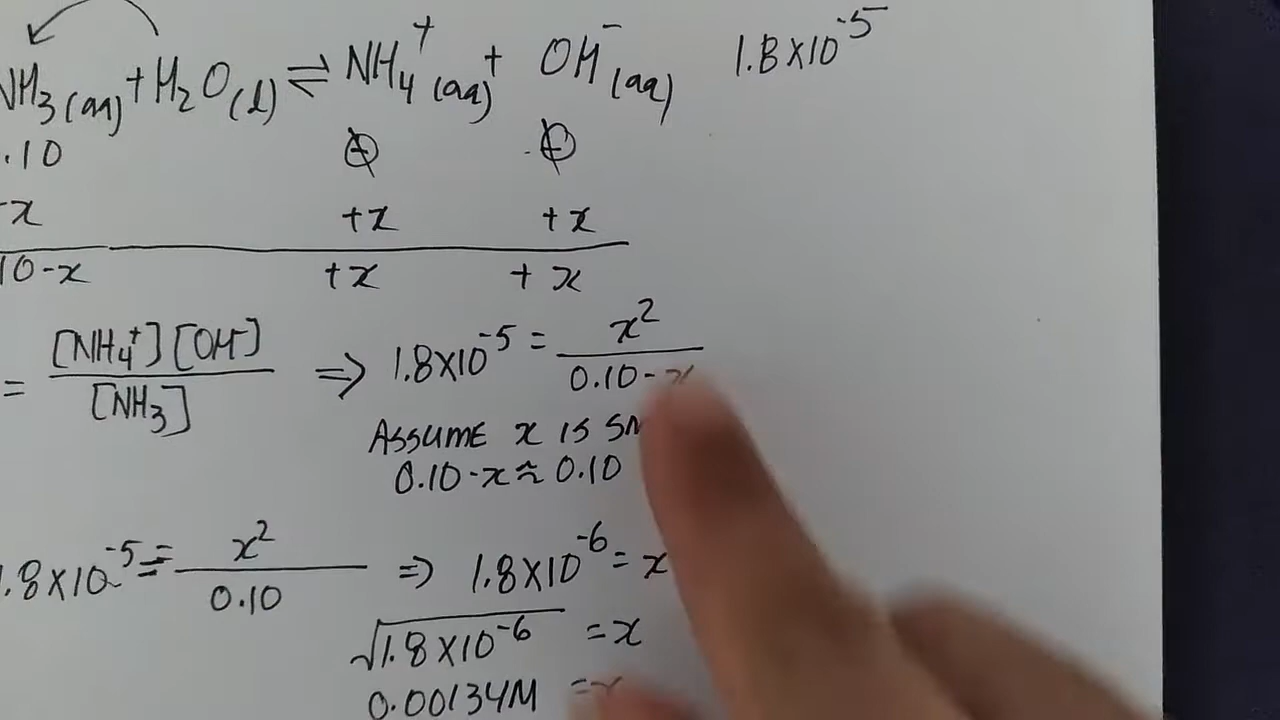 NH3(aq) + H2O(l) ⇌ NH4+(aq) + OH-(aq) 1.8×10^-5
.10
-x +x +x
10-x +x +x
= [NH4+][OH-] / [NH3] ⇒ 1.8×10^-5 = x^2 / 0.10-x
ASSUME x IS
0.10-x ≈ 0.10
1.8×10^-5 = x^2 / 0.10 ⇒ 1.8×10^-6 = x
√1.8×10^-6 = x
0.00134M =